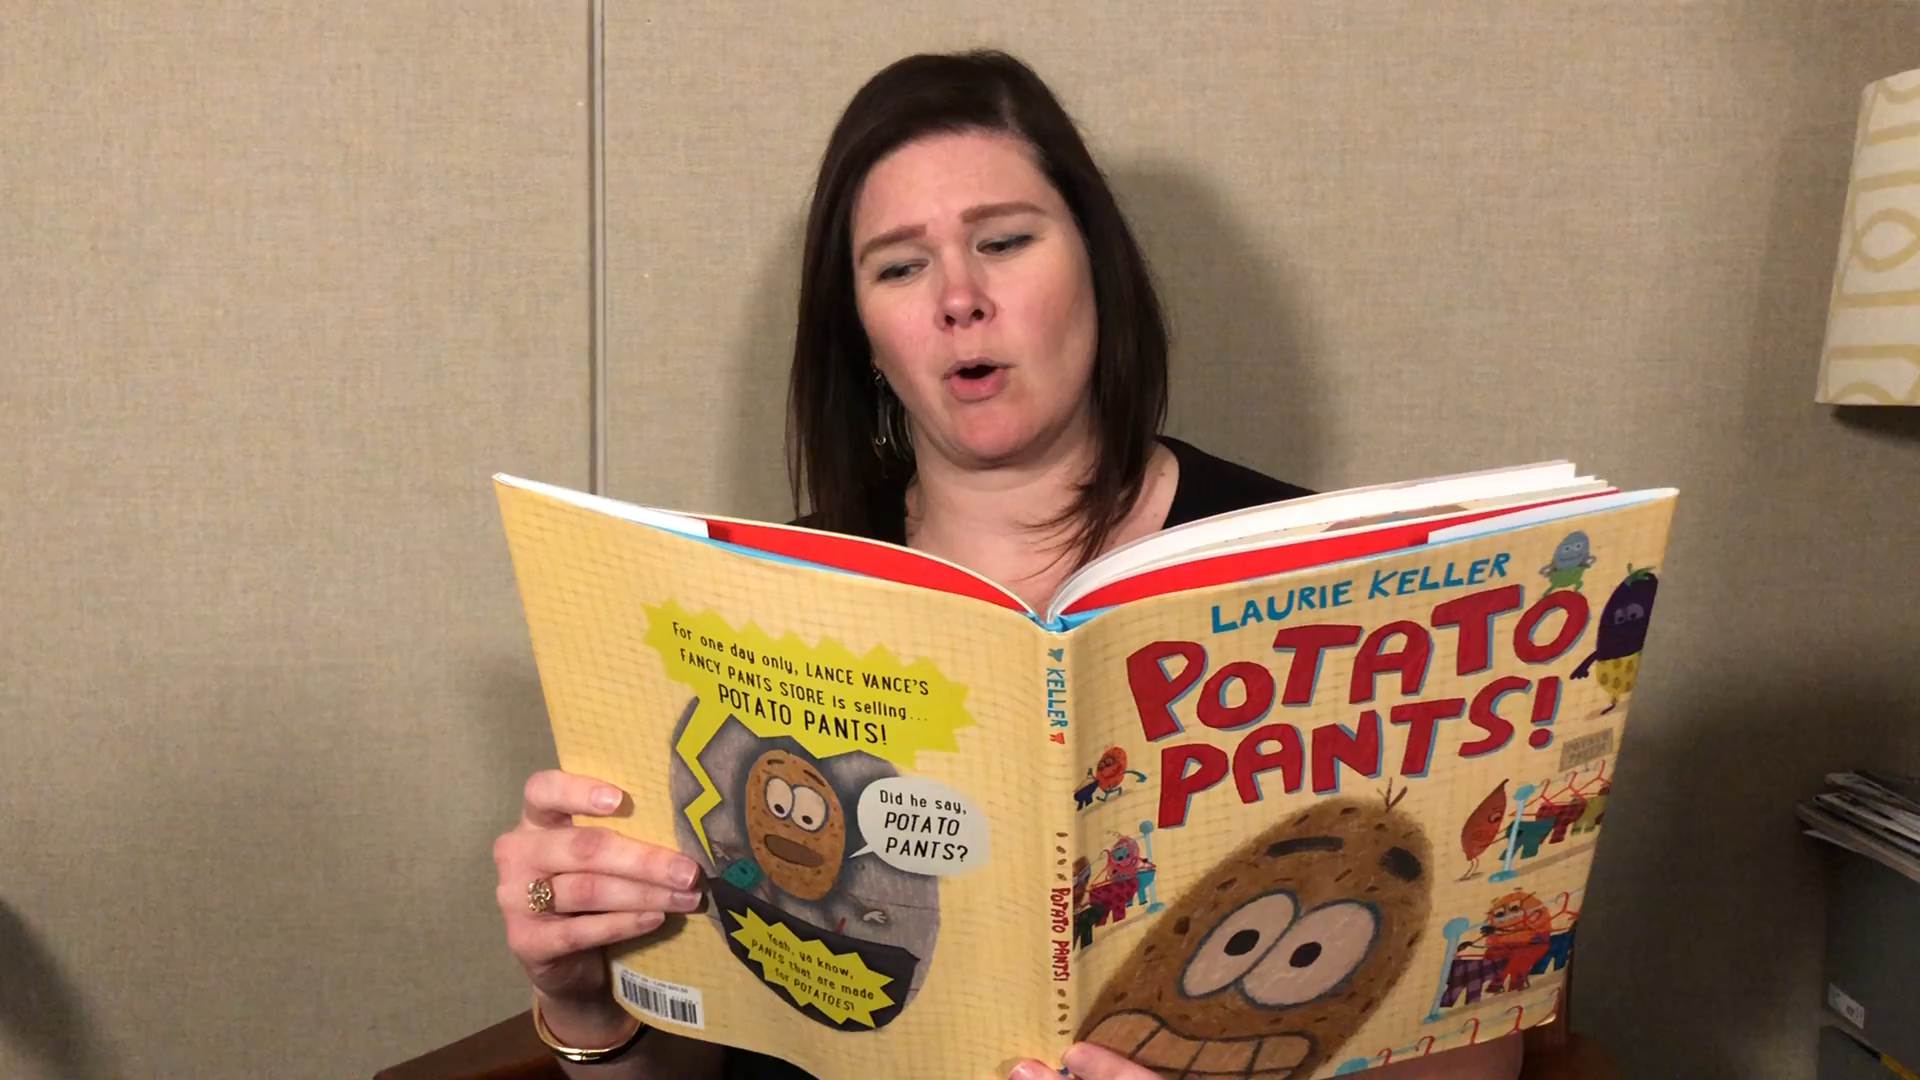 For one day only, LANCE VANCE'S
FANCY PANTS STORE is selling...
POTATO PANTS!
Did he say,
POTATO
PANTS?
Yeah, ya know,
PANTS that are made
for POTATOES!
KELLER
POTATO PANTS!
LAURIE KELLER
POTATO
PANTS!